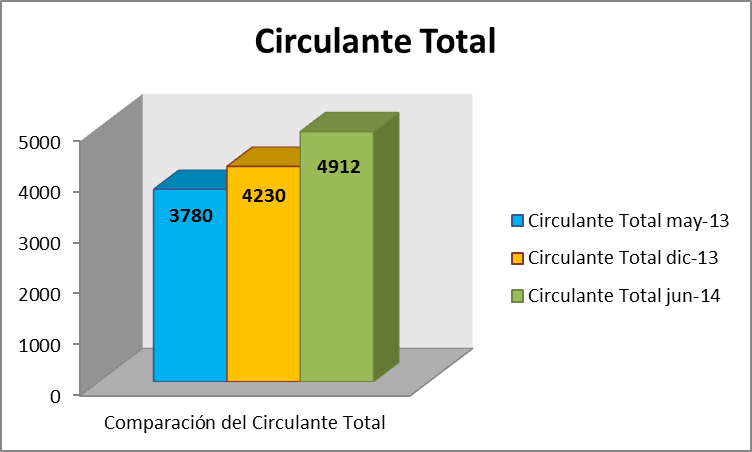 Circulante Total
5000
4000
3000
2000
1000
0
3780
4230
4912
Comparación del Circulante Total
Circulante Total may-13
Circulante Total dic-13
Circulante Total jun-14